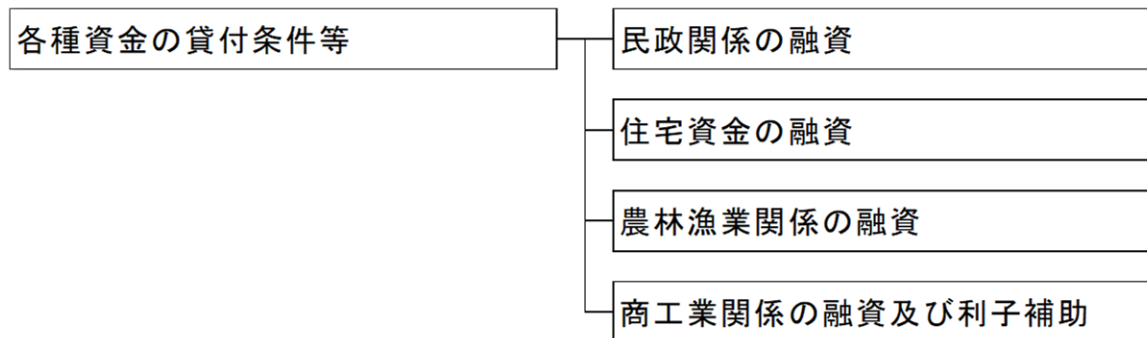 各種資金の貸付条件等
民政関係の融資
住宅資金の融資
農林漁業関係の融資
商工業関係の融資及び利子補助